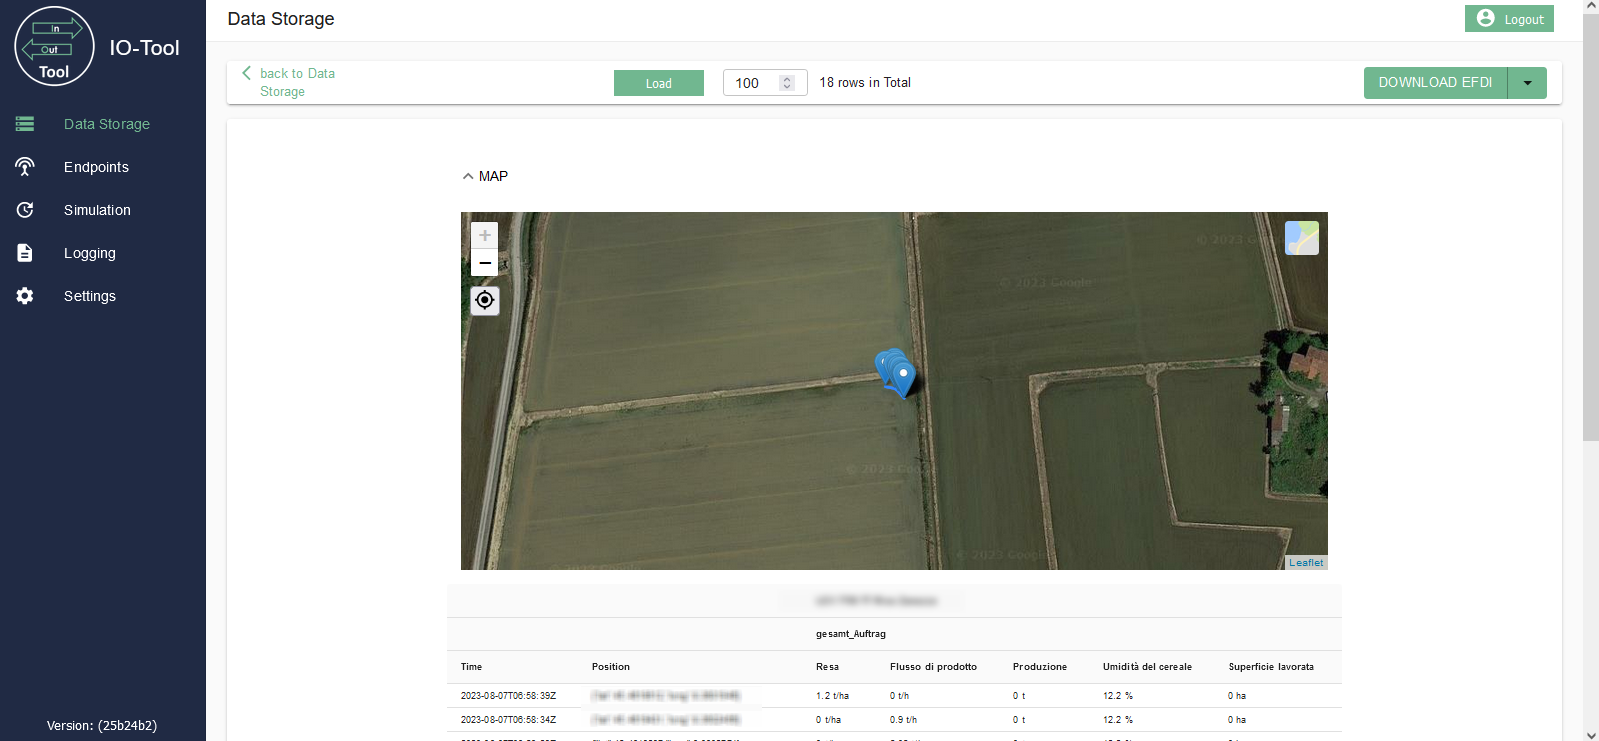 In
Out
Tool
IO-Tool
Data Storage
Endpoints
Simulation
Logging
Settings
Version: (25b24b2)
Data Storage
Logout
back to Data
Storage
Load
100
18 rows in Total
DOWNLOAD EFDI
MAP
+
−
© 2023 Google
© 2023 Google
© 2023 Google
© 2023 Google
Leaflet
gesamt_Auftrag
Time Position Resa Flusso di prodotto Produzione Umidità del cereale Superficie lavorata
2023-08-07T06:58:39Z 1.2 t/ha 0 t/h 0 t 12.2 % 0 ha
2023-08-07T06:58:34Z 0 t/ha 0.9 t/h 0 t 12.2 % 0 ha